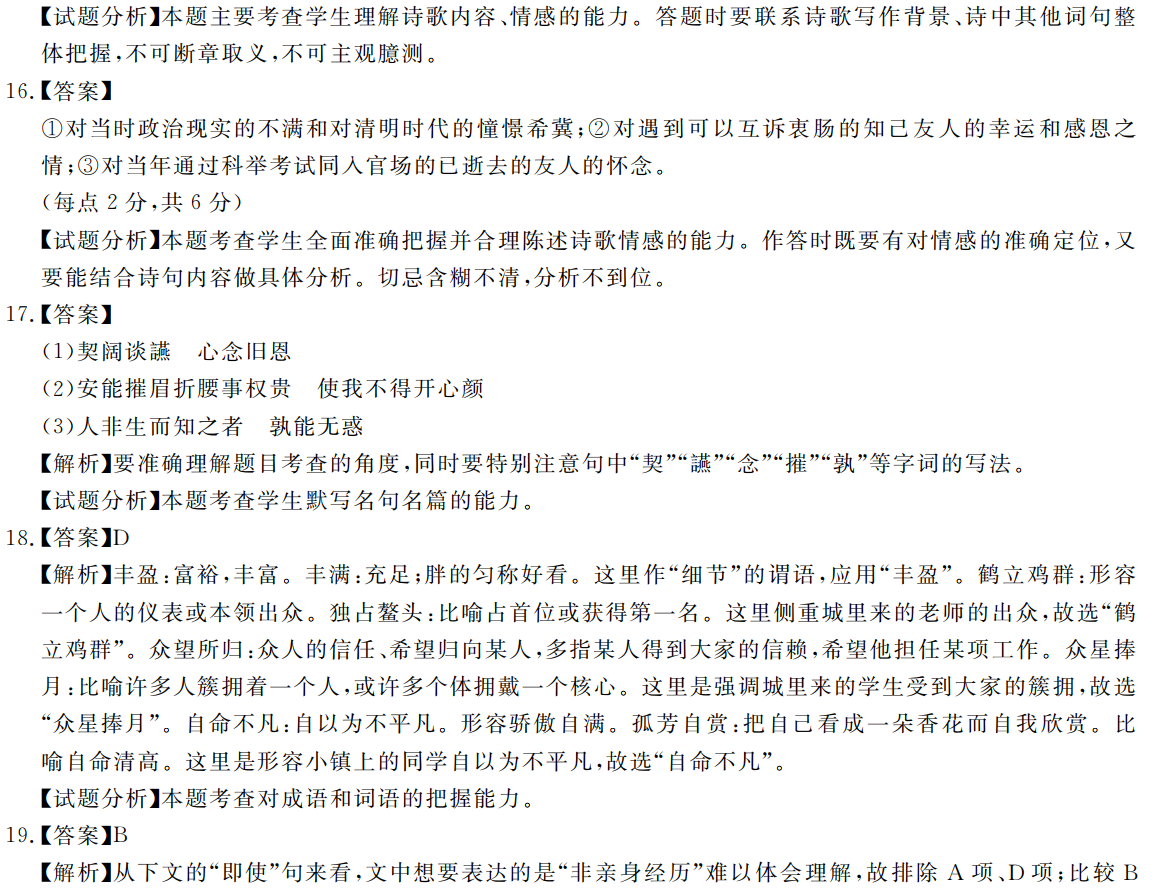 【试题分析】本题主要考查学生理解诗歌内容、情感的能力。答题时要联系诗歌写作背景、诗中其他词句整
体把握,不可断章取义,不可主观臆测。
16.【答案】
①对当时政治现实的不满和对清明时代的憧憬希冀;②对遇到可以互诉衷肠的知己友人的幸运和感恩之
情;③对当年通过科举考试同入官场的已逝去的友人的怀念。
(每点 2 分,共 6 分)
【试题分析】本题考查学生全面准确把握并合理陈述诗歌情感的能力。作答时既要有对情感的准确定位,又
要能结合诗句内容做具体分析。切忌含糊不清,分析不到位。
17.【答案】
(1)契阔谈讌　心念旧恩
(2)安能摧眉折腰事权贵　使我不得开心颜
(3)人非生而知之者　孰能无惑
【解析】要准确理解题目考查的角度,同时要特别注意句中“契”“讌”“念”“摧”“孰”等字词的写法。
【试题分析】本题考查学生默写名句名篇的能力。
18.【答案】D
【解析】丰盈:富裕,丰富。丰满:充足;胖的匀称好看。这里作“细节”的谓语,应用“丰盈”。鹤立鸡群:形容
一个人的仪表或本领出众。独占鳌头:比喻占首位或获得第一名。这里侧重城里来的老师的出众,故选“鹤
立鸡群”。众望所归:众人的信任、希望归向某人,多指某人得到大家的信赖,希望他担任某项工作。众星捧
月:比喻许多人簇拥着一个人,或许多个体拥戴一个核心。这里是强调城里来的学生受到大家的簇拥,故选
“众星捧月”。自命不凡:自以为不平凡。形容骄傲自满。孤芳自赏:把自己看成一朵香花而自我欣赏。比
喻自命清高。这里是形容小镇上的同学自以为不平凡,故选“自命不凡”。
【试题分析】本题考查对成语和词语的把握能力。
19.【答案】B
【解析】从下文的“即使”句来看,文中想要表达的是“非亲身经历”难以体会理解,故排除 A 项、D 项;比较 B